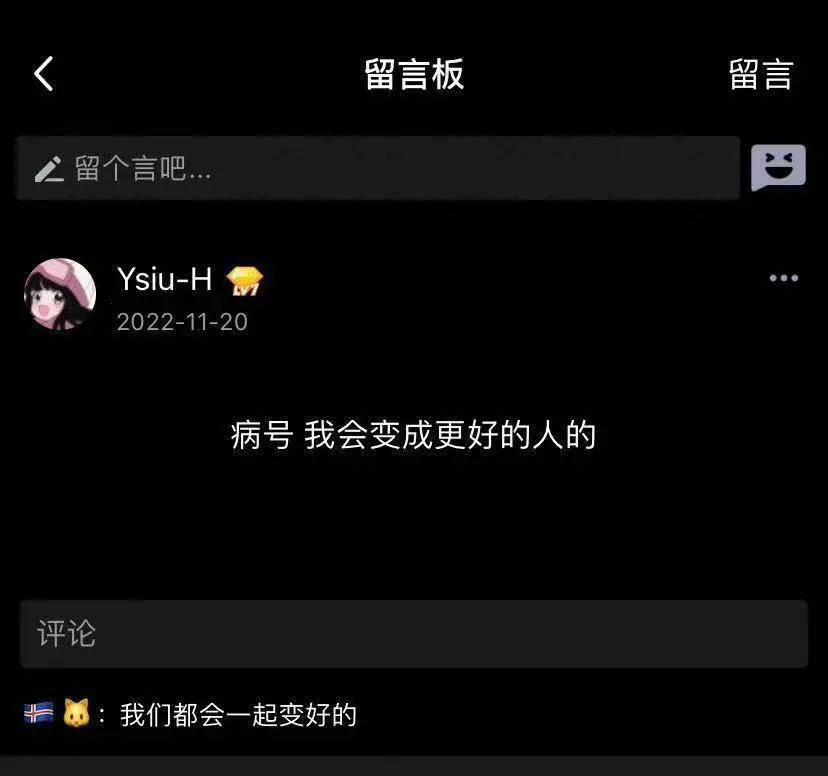 留言板 留言
留个言吧...
Ysiu-H LV7
2022-11-20
病号 我会变成更好的人的
评论
🇮🇸 🐱：我们都会一起变好的